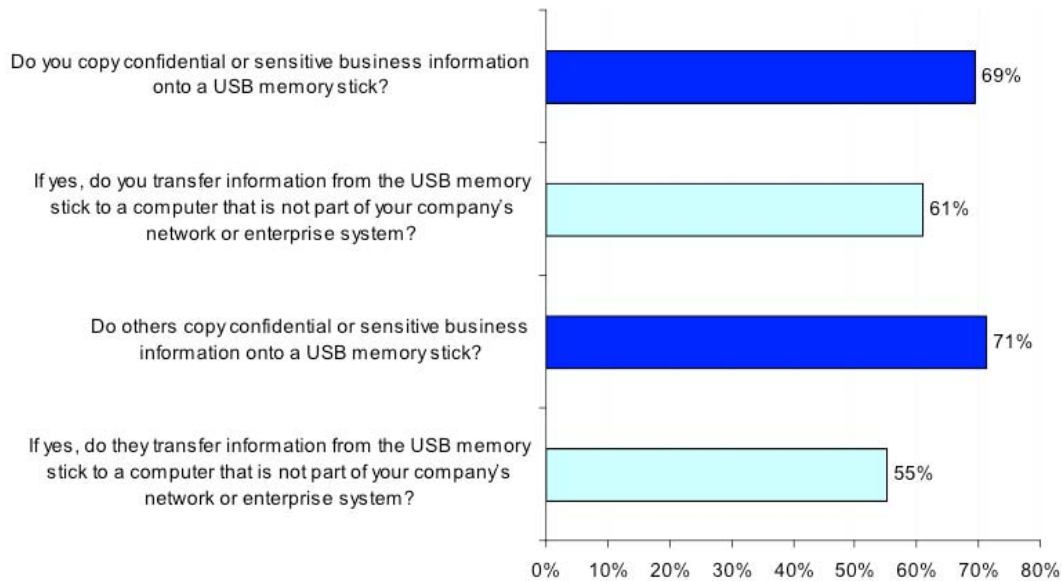 Do you copy confidential or sensitive business information
onto a USB memory stick?
69%
If yes, do you transfer information from the USB memory
stick to a computer that is not part of your company's
network or enterprise system?
61%
Do others copy confidential or sensitive business
information onto a USB memory stick?
71%
If yes, do they transfer information from the USB memory
stick to a computer that is not part of your company's
network or enterprise system?
55%
0% 10% 20% 30% 40% 50% 60% 70% 80%